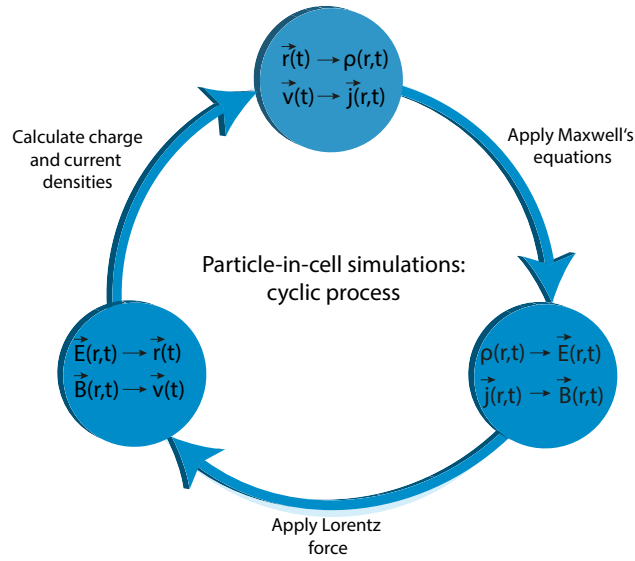 r⃗(t) → ρ(r,t)
v⃗(t) → j⃗(r,t)
Calculate charge
and current
densities
Apply Maxwell's
equations
Particle-in-cell simulations:
cyclic process
E⃗(r,t) → r⃗(t)
B⃗(r,t) → v⃗(t)
ρ(r,t) → E⃗(r,t)
j⃗(r,t) → B⃗(r,t)
Apply Lorentz
force